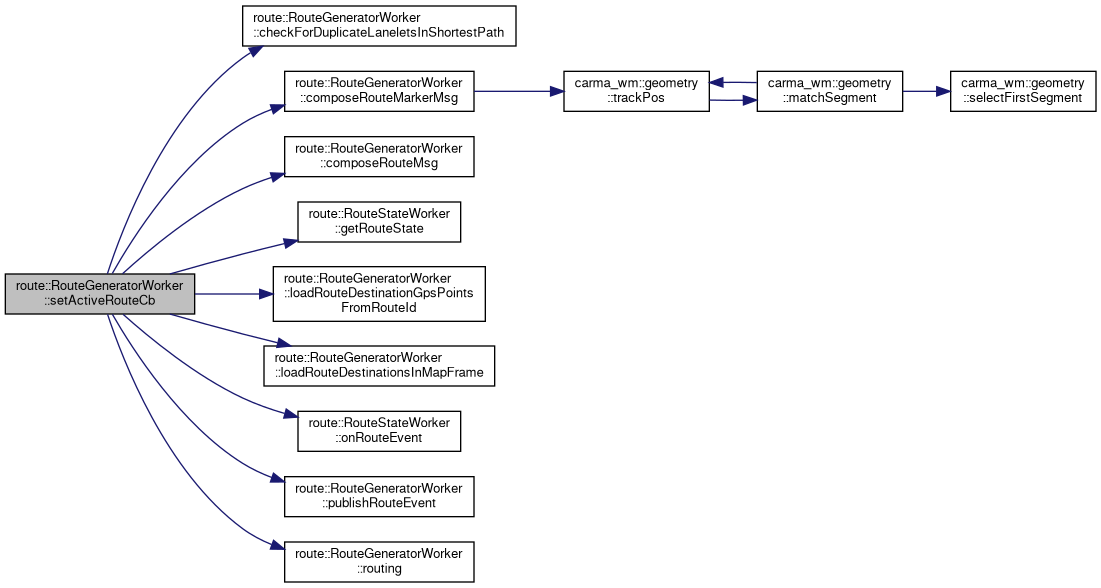 route::RouteGeneratorWorker
::checkForDuplicateLaneletsInShortestPath
route::RouteGeneratorWorker
::composeRouteMarkerMsg
carma_wm::geometry
::trackPos
carma_wm::geometry
::matchSegment
carma_wm::geometry
::selectFirstSegment
route::RouteGeneratorWorker
::composeRouteMsg
route::RouteStateWorker
::getRouteState
route::RouteGeneratorWorker
::setActiveRouteCb
route::RouteGeneratorWorker
::loadRouteDestinationGpsPoints
FromRouteId
route::RouteGeneratorWorker
::loadRouteDestinationsInMapFrame
route::RouteStateWorker
::onRouteEvent
route::RouteGeneratorWorker
::publishRouteEvent
route::RouteGeneratorWorker
::routing